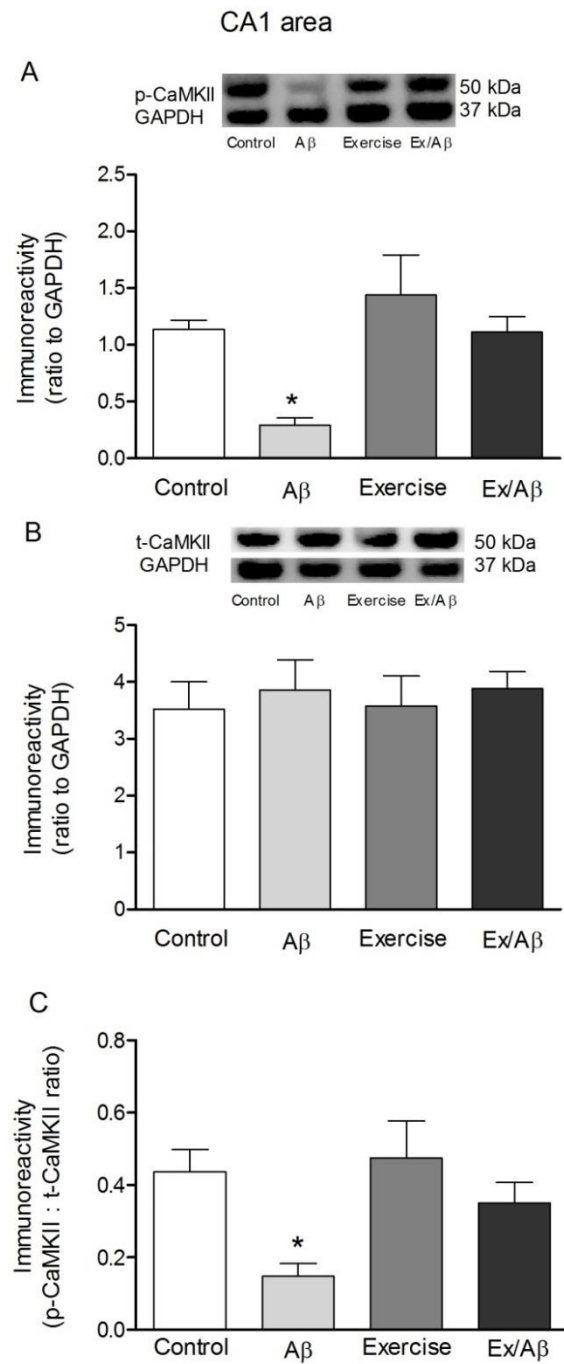 CA1 area
A
p-CaMKII 50 kDa
GAPDH 37 kDa
Control Aβ Exercise Ex/Aβ
Immunoreactivity
(ratio to GAPDH)
2.5
2.0
1.5
1.0
0.5
0.0
*
Control Aβ Exercise Ex/Aβ
B
t-CaMKII 50 kDa
GAPDH 37 kDa
Control Aβ Exercise Ex/Aβ
Immunoreactivity
(ratio to GAPDH)
5
4
3
2
1
0
Control Aβ Exercise Ex/Aβ
C
Immunoreactivity
(p-CaMKII : t-CaMKII ratio)
0.8
0.6
0.4
0.2
0.0
*
Control Aβ Exercise Ex/Aβ